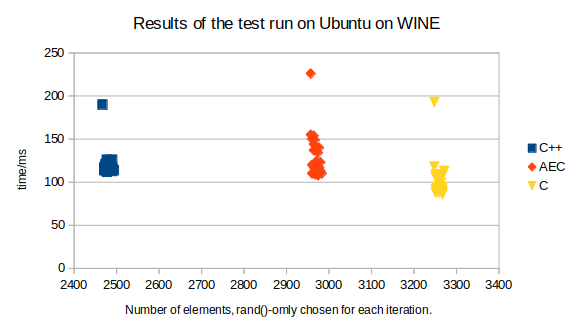 Results of the test run on Ubuntu on WINE
250
200
150
100
50
0
time/ms
2400 2500 2600 2700 2800 2900 3000 3100 3200 3300 3400
Number of elements, rand()-omly chosen for each iteration.
C++
AEC
C